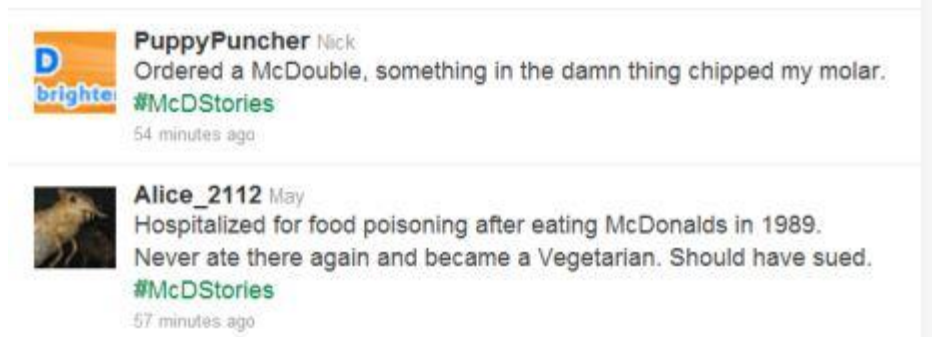 D
brighte
PuppyPuncher Nick
Ordered a McDouble, something in the damn thing chipped my molar.
#McDStories
54 minutes ago
Alice_2112 May
Hospitalized for food poisoning after eating McDonalds in 1989.
Never ate there again and became a Vegetarian. Should have sued.
#McDStories
57 minutes ago